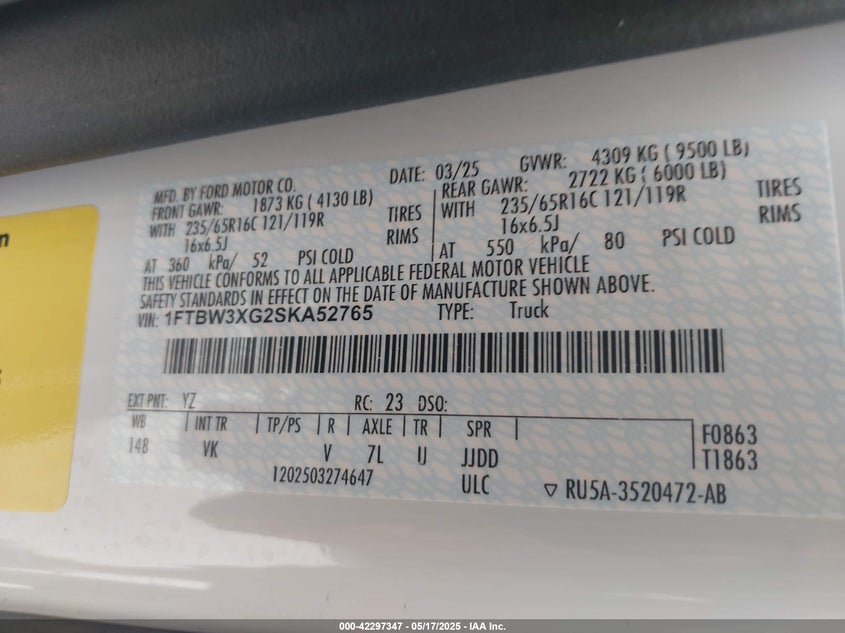 MFD. BY FORD MOTOR CO. DATE: 03/25 GVWR: 4309 KG ( 9500 LB)
FRONT GAWR: 1873 KG ( 4130 LB) REAR GAWR: 2722 KG ( 6000 LB)
WITH 235/65R16C 121/119R TIRES WITH 235/65R16C 121/119R TIRES
16x6.5J RIMS 16x6.5J RIMS
AT 360 kPa/ 52 PSI COLD AT 550 kPa/ 80 PSI COLD
THIS VEHICLE CONFORMS TO ALL APPLICABLE FEDERAL MOTOR VEHICLE
SAFETY STANDARDS IN EFFECT ON THE DATE OF MANUFACTURE SHOWN ABOVE.
VIN: 1FTBW3XG2SKA52765 TYPE: Truck
EXT PNT: YZ RC: 23 DSO:
WB INT TR TP/PS R AXLE TR SPR F0863
148 VK V 7L IJ JJDD T1863
1202503274647 ULC ▽ RU5A-3520472-AB
000-42297347 / 05/17/2025 - IAA Inc.